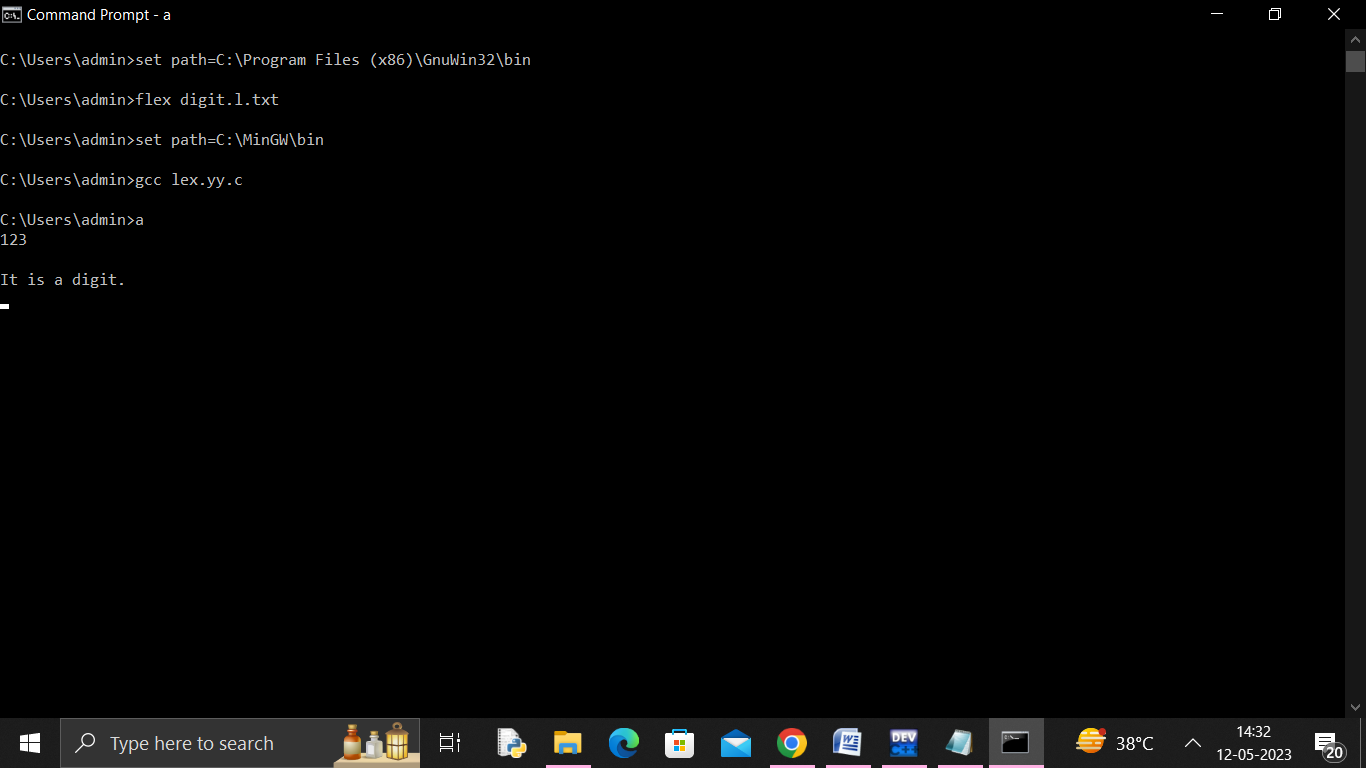 Command Prompt - a
C:\Users\admin>set path=C:\Program Files (x86)\GnuWin32\bin
C:\Users\admin>flex digit.l.txt
C:\Users\admin>set path=C:\MinGW\bin
C:\Users\admin>gcc lex.yy.c
C:\Users\admin>a
123
It is a digit.
Type here to search
DEV
C++
38°C
14:32
12-05-2023
20